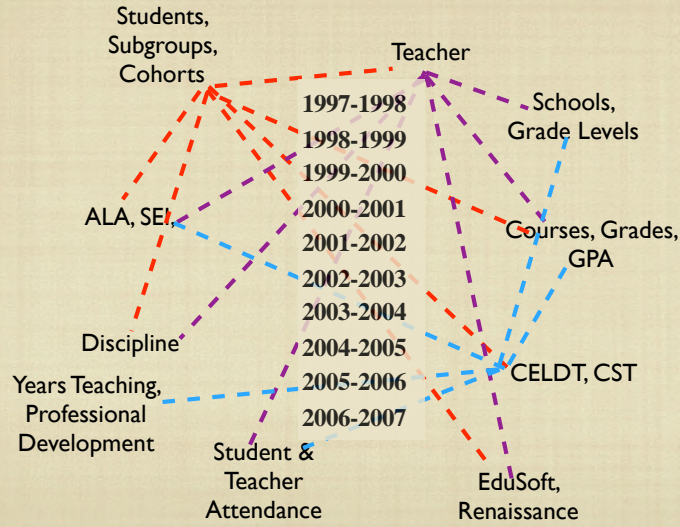 Students,
Subgroups,
Cohorts
Teacher
1997-1998
Schools,
Grade Levels
1998-1999
1999-2000
ALA, SEI,
2000-2001
Courses, Grades,
GPA
2001-2002
2002-2003
2003-2004
Discipline
2004-2005
CELDT, CST
Years Teaching,
Professional
Development
2005-2006
2006-2007
Student &
Teacher
Attendance
EduSoft,
Renaissance